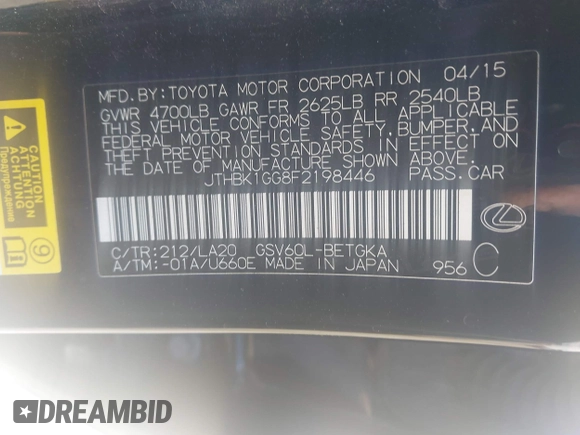 MFD.BY:TOYOTA MOTOR CORPORATION 04/15
GVWR 4700LB GAWR FR 2625LB RR 2540LB
THIS VEHICLE CONFORMS TO ALL APPLICABLE
FEDERAL MOTOR VEHICLE SAFETY,BUMPER,AND
THEFT PREVENTION STANDARDS IN EFFECT ON
THE DATE OF MANUFACTURE SHOWN ABOVE.
JTHBK1GG8F2198446 PASS.CAR
C/TR:212/LA20 GSV60L-BETGKA
A/TM:-01A/U660E MADE IN JAPAN 956 C
CAUTION
ATTENTION
ACHTUNG
Предупреждение
9
DREAMBID